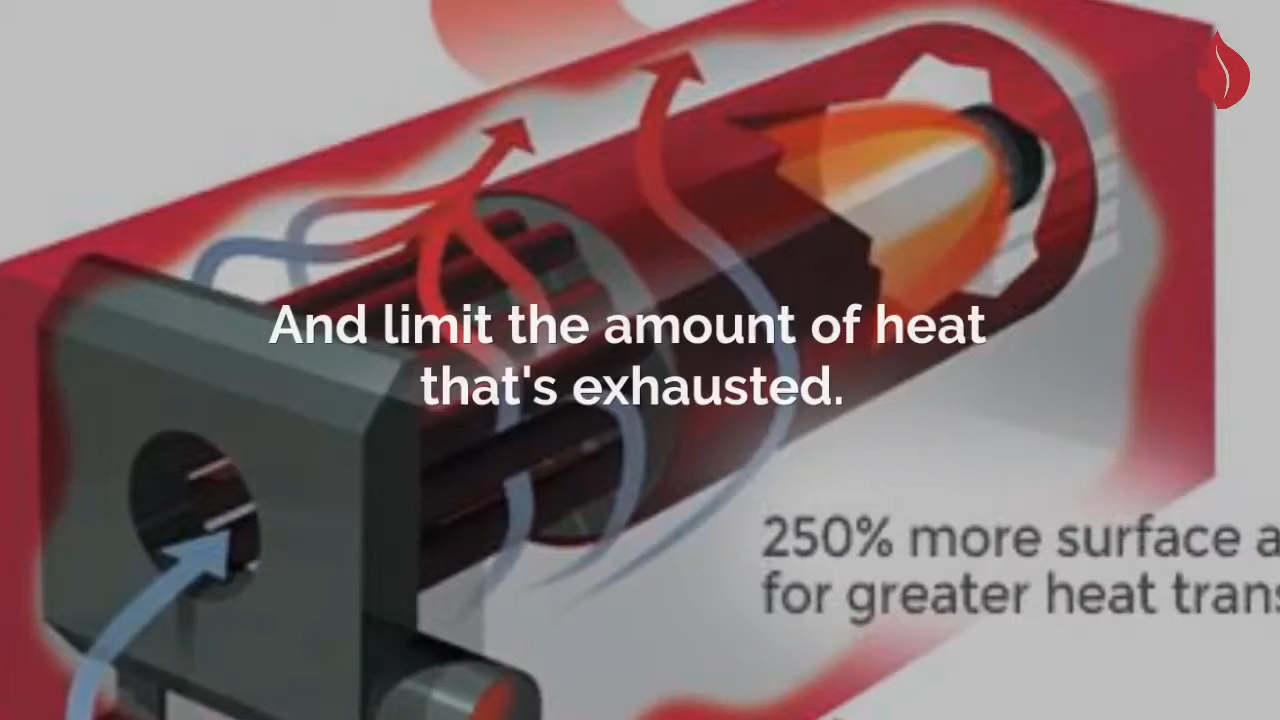 And limit the amount of heat
that's exhausted.
250% more surface a
for greater heat trans